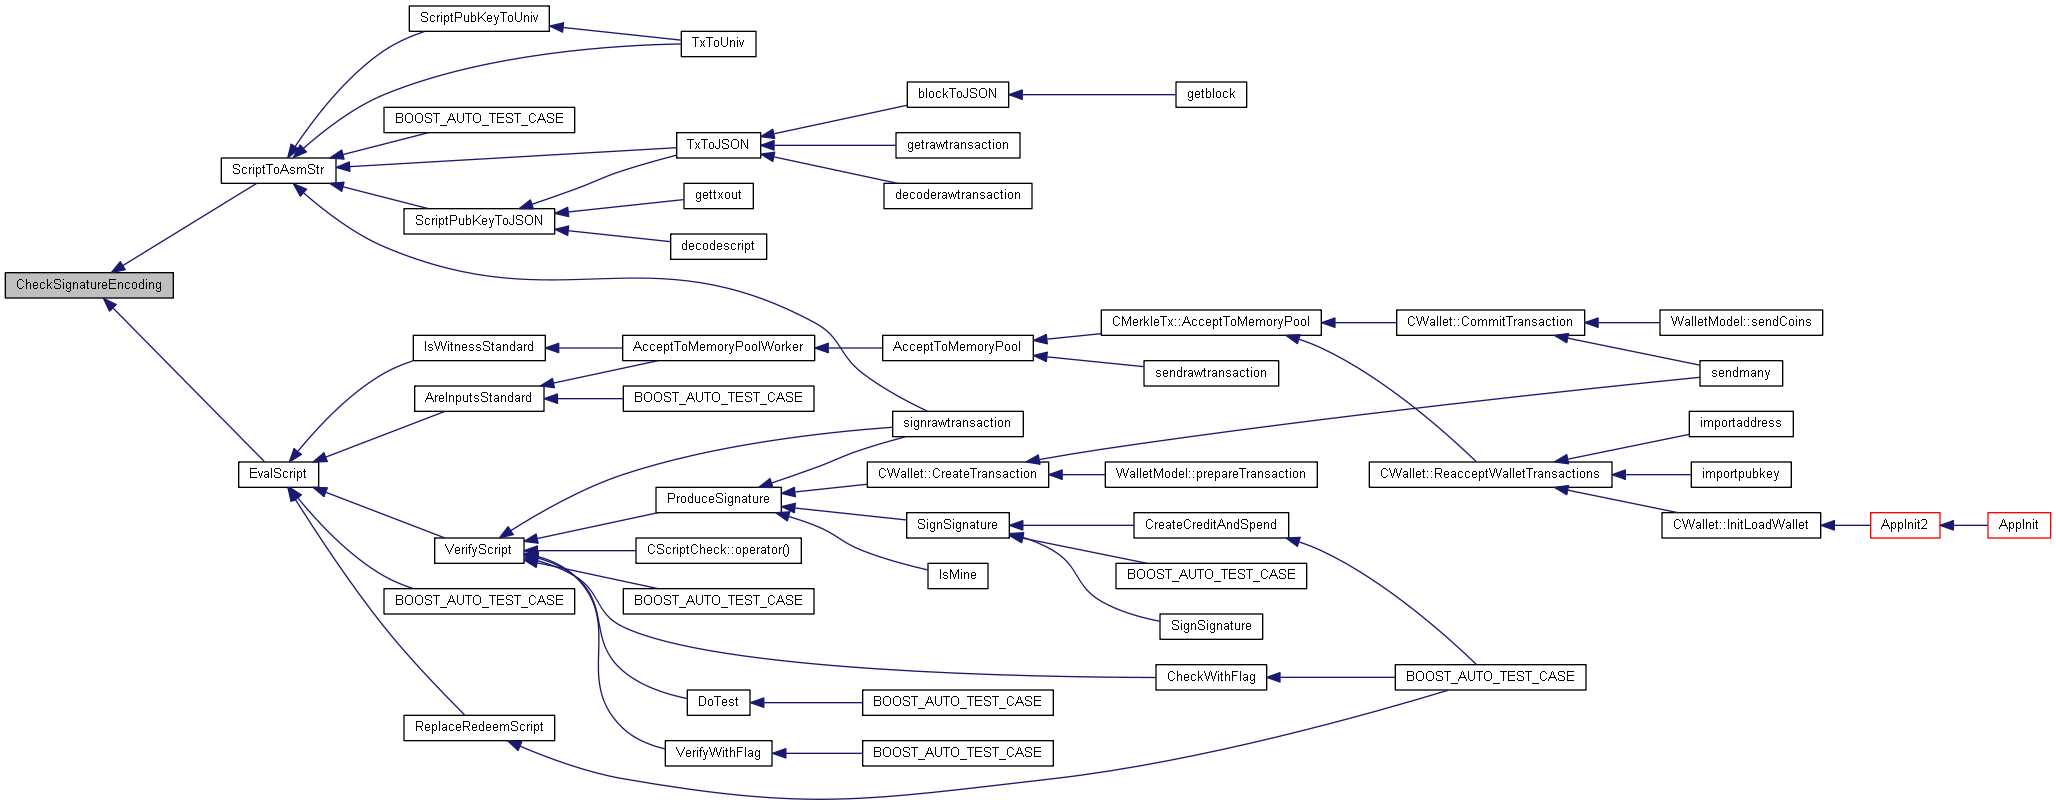 ScriptPubKeyToUniv
TxToUniv
blockToJSON
getblock
BOOST_AUTO_TEST_CASE
TxToJSON
getrawtransaction
ScriptToAsmStr
gettxout
decoderawtransaction
ScriptPubKeyToJSON
decodescript
CheckSignatureEncoding
CMerkleTx::AcceptToMemoryPool
CWallet::CommitTransaction
WalletModel::sendCoins
IsWitnessStandard
AcceptToMemoryPoolWorker
AcceptToMemoryPool
sendrawtransaction
sendmany
AreInputsStandard
BOOST_AUTO_TEST_CASE
signrawtransaction
importaddress
EvalScript
CWallet::CreateTransaction
WalletModel::prepareTransaction
CWallet::ReacceptWalletTransactions
importpubkey
ProduceSignature
SignSignature
CreateCreditAndSpend
CWallet::InitLoadWallet
AppInit2
AppInit
VerifyScript
CScriptCheck::operator()
IsMine
BOOST_AUTO_TEST_CASE
BOOST_AUTO_TEST_CASE
BOOST_AUTO_TEST_CASE
SignSignature
CheckWithFlag
BOOST_AUTO_TEST_CASE
DoTest
BOOST_AUTO_TEST_CASE
ReplaceRedeemScript
VerifyWithFlag
BOOST_AUTO_TEST_CASE